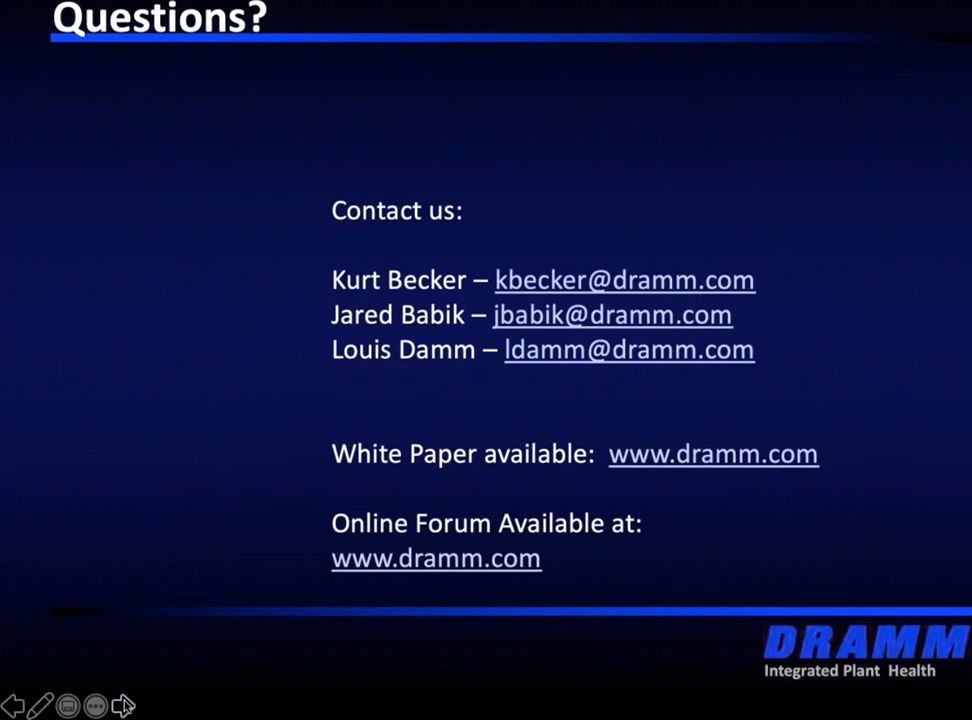 Questions?
Contact us:
Kurt Becker – kbecker@dramm.com
Jared Babik – jbabik@dramm.com
Louis Damm – ldamm@dramm.com
White Paper available: www.dramm.com
Online Forum Available at:
www.dramm.com
DRAMM
Integrated Plant Health